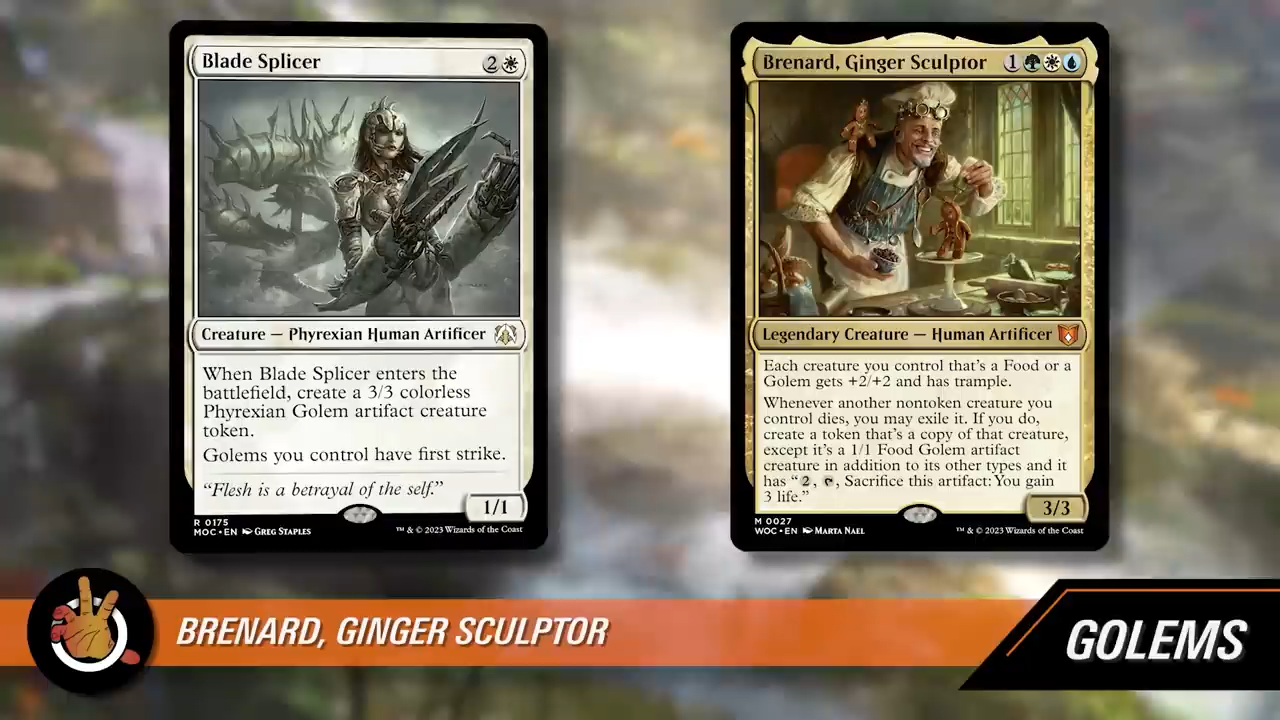 Blade Splicer 2
Creature — Phyrexian Human Artificer
When Blade Splicer enters the
battlefield, create a 3/3 colorless
Phyrexian Golem artifact creature
token.
Golems you control have first strike.
“Flesh is a betrayal of the self.”
1/1
R 0175
MOC • EN Greg Staples
™ & © 2023 Wizards of the Coast
Brenard, Ginger Sculptor 1
Legendary Creature — Human Artificer
Each creature you control that's a Food or a
Golem gets +2/+2 and has trample.
Whenever another nontoken creature you
control dies, you may exile it. If you do,
create a token that's a copy of that creature,
except it's a 1/1 Food Golem artifact
creature in addition to its other types and it
has “2, , Sacrifice this artifact: You gain
3 life.”
3/3
M 0027
WOC • EN Marta Nael
™ & © 2023 Wizards of the Coast
BRENARD, GINGER SCULPTOR
GOLEMS